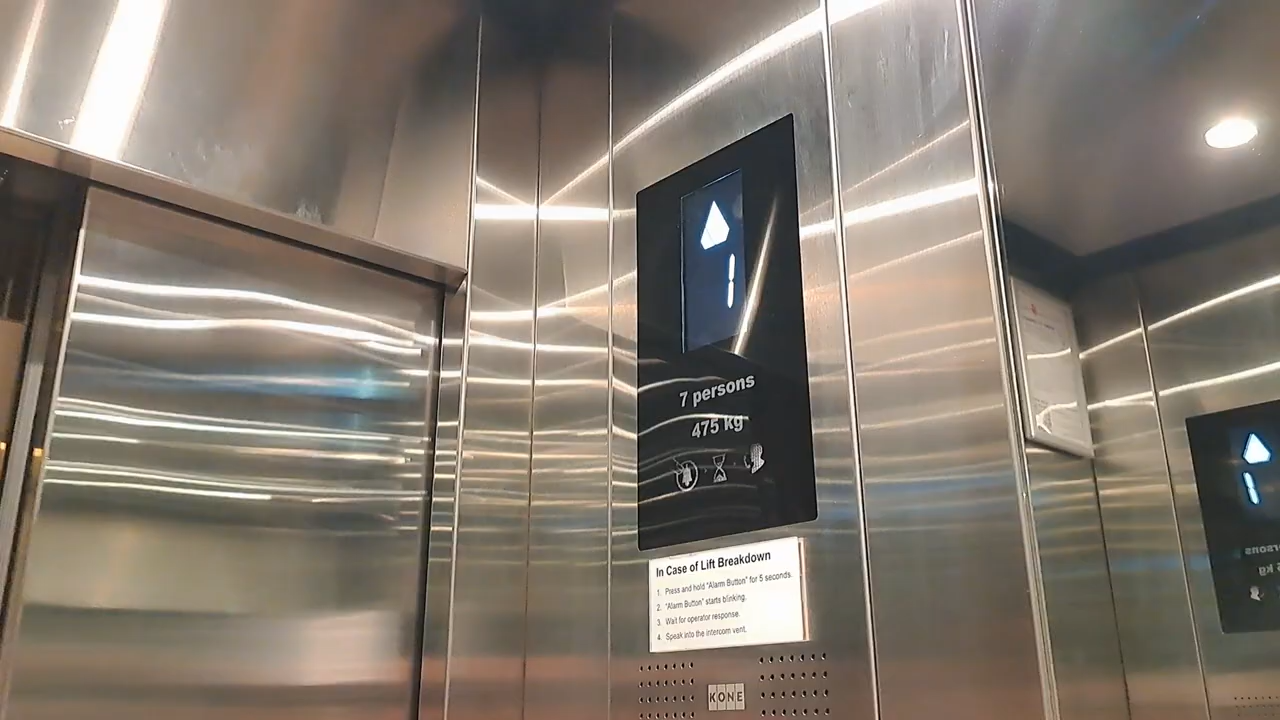 1
7 persons
475 kg
In Case of Lift Breakdown
1. Press and hold "Alarm Button" for 5 seconds.
2. "Alarm Button" starts blinking.
3. Wait for operator response.
4. Speak into the intercom vent.
KONE
1